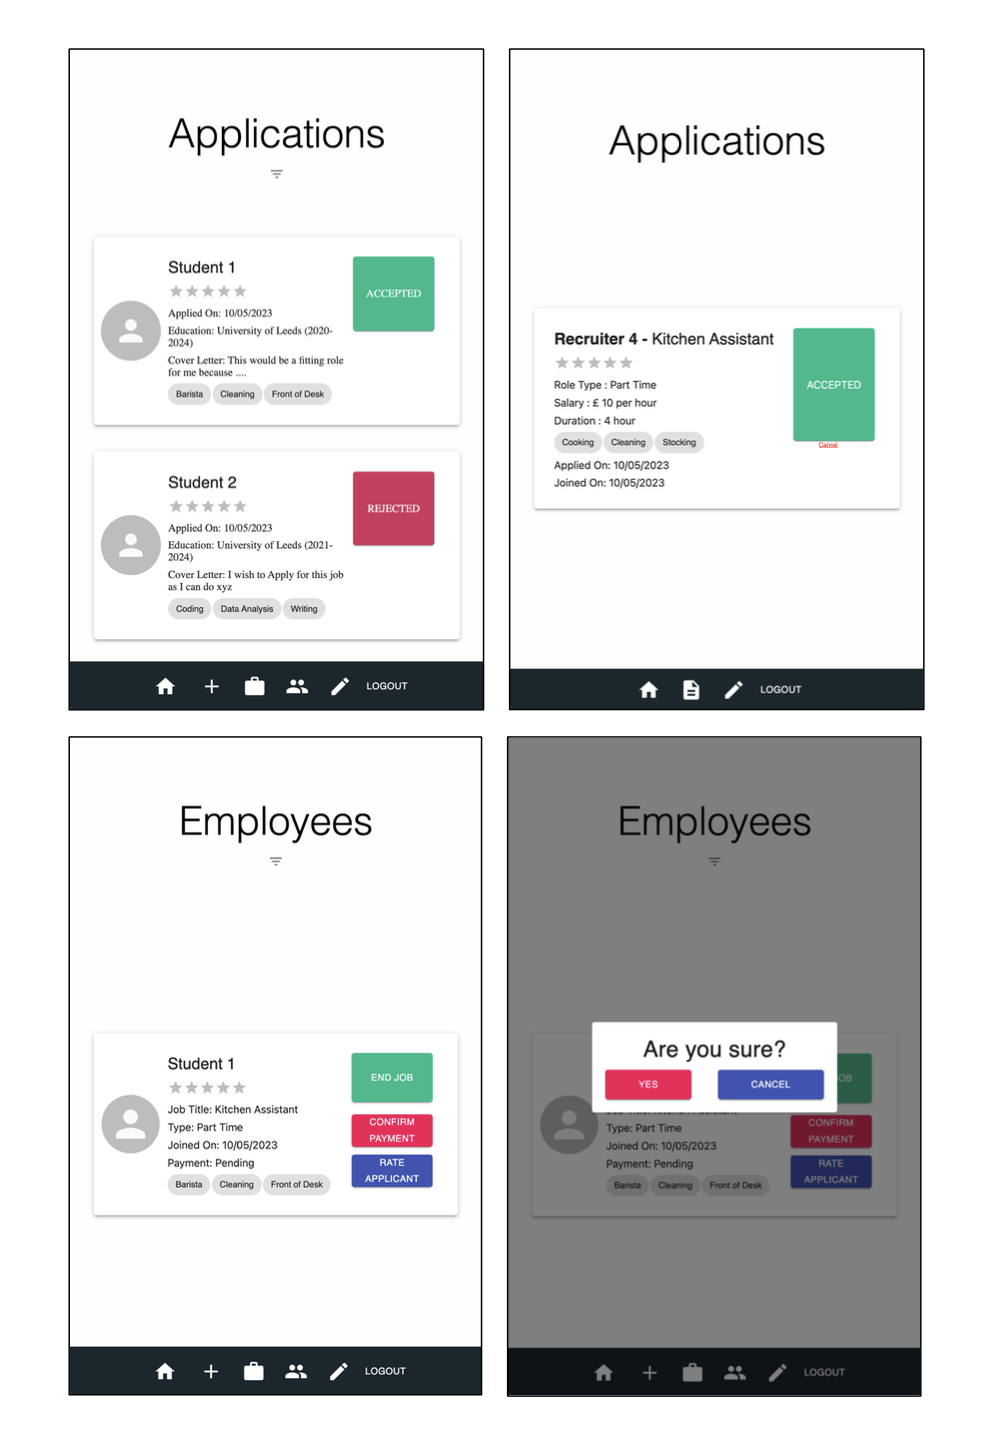 Applications
Student 1
ACCEPTED
Applied On: 10/05/2023
Education: University of Leeds (2020-
2024)
Cover Letter: This would be a fitting role
for me because ....
Barista Cleaning Front of Desk
Student 2
REJECTED
Applied On: 10/05/2023
Education: University of Leeds (2021-
2024)
Cover Letter: I wish to Apply for this job
as I can do xyz
Coding Data Analysis Writing
LOGOUT
Applications
Recruiter 4 - Kitchen Assistant
Role Type : Part Time
ACCEPTED
Salary : £ 10 per hour
Duration : 4 hour
Cooking Cleaning Stocking
Cancel
Applied On: 10/05/2023
Joined On: 10/05/2023
LOGOUT
Employees
Student 1
END JOB
Job Title: Kitchen Assistant
Type: Part Time
Joined On: 10/05/2023
Payment: Pending
CONFIRM
PAYMENT
RATE
APPLICANT
Barista Cleaning Front of Desk
LOGOUT
Employees
Are you sure?
YES CANCEL
Type: Part Time
Joined On: 10/05/2023
Payment: Pending
CONFIRM
PAYMENT
RATE
APPLICANT
Barista Cleaning Front of Desk
LOGOUT